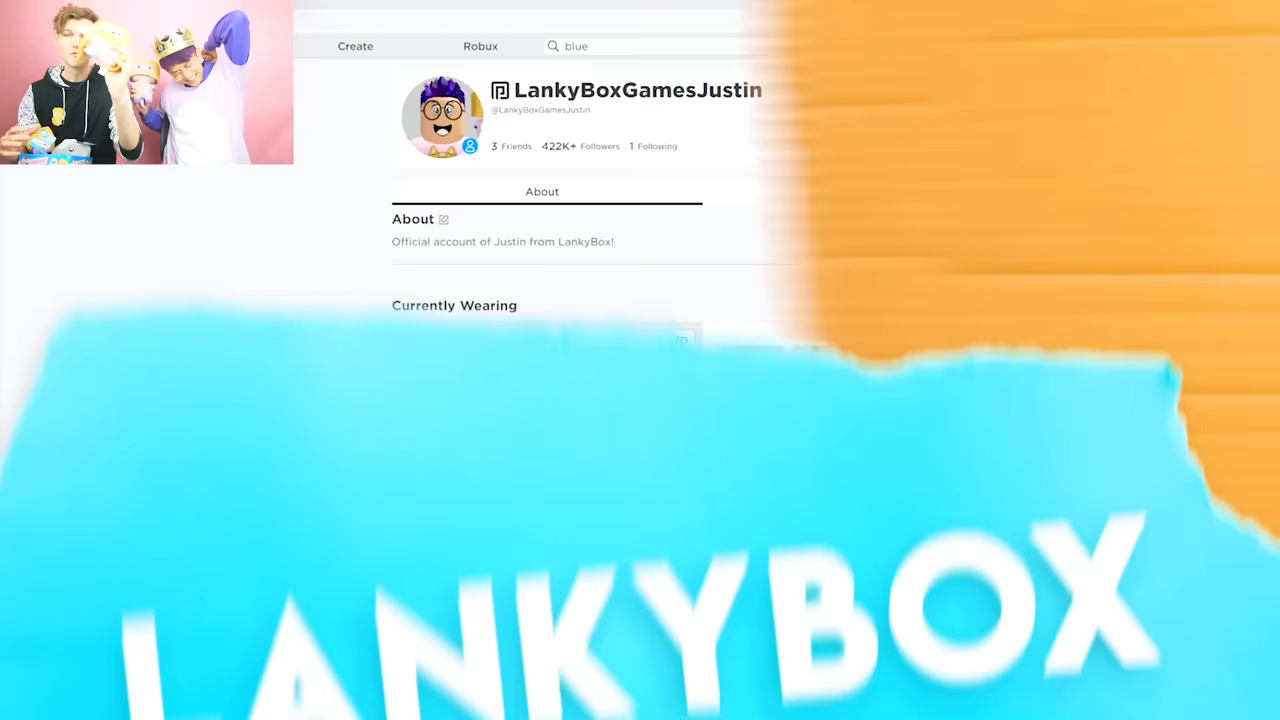 Create Robux blue
LankyBoxGamesJustin
@LankyBoxGamesJustin
3 Friends 422K+ Followers 1 Following
About
About
Official account of Justin from LankyBox!
Currently Wearing
LANKYBOX